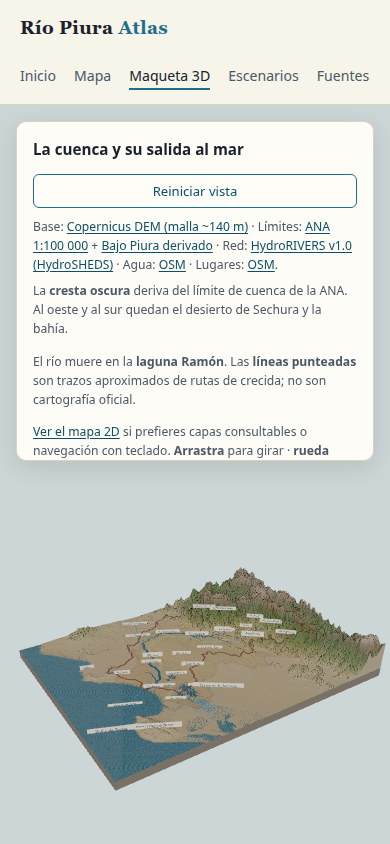 Río Piura Atlas
Inicio Mapa Maqueta 3D Escenarios Fuentes
La cuenca y su salida al mar
Reiniciar vista
Base: Copernicus DEM (malla ~140 m) · Límites: ANA
1:100 000 + Bajo Piura derivado · Red: HydroRIVERS v1.0
(HydroSHEDS) · Agua: OSM · Lugares: OSM.
La cresta oscura deriva del límite de cuenca de la ANA.
Al oeste y al sur quedan el desierto de Sechura y la
bahía.
El río muere en la laguna Ramón. Las líneas punteadas
son trazos aproximados de rutas de crecida; no son
cartografía oficial.
Ver el mapa 2D si prefieres capas consultables o
navegación con teclado. Arrastra para girar · rueda